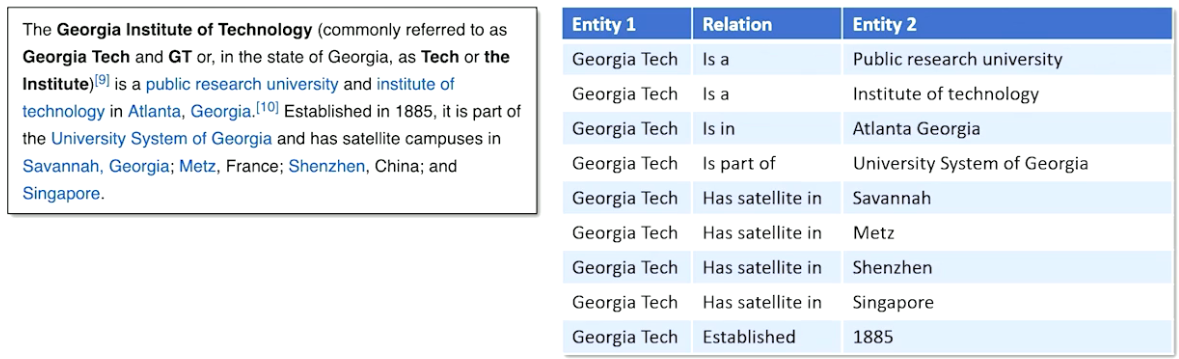 The Georgia Institute of Technology (commonly referred to as
Georgia Tech and GT or, in the state of Georgia, as Tech or the
Institute)[9] is a public research university and institute of
technology in Atlanta, Georgia.[10] Established in 1885, it is part of
the University System of Georgia and has satellite campuses in
Savannah, Georgia; Metz, France; Shenzhen, China; and
Singapore.
Entity 1 Relation Entity 2
Georgia Tech Is a Public research university
Georgia Tech Is a Institute of technology
Georgia Tech Is in Atlanta Georgia
Georgia Tech Is part of University System of Georgia
Georgia Tech Has satellite in Savannah
Georgia Tech Has satellite in Metz
Georgia Tech Has satellite in Shenzhen
Georgia Tech Has satellite in Singapore
Georgia Tech Established 1885